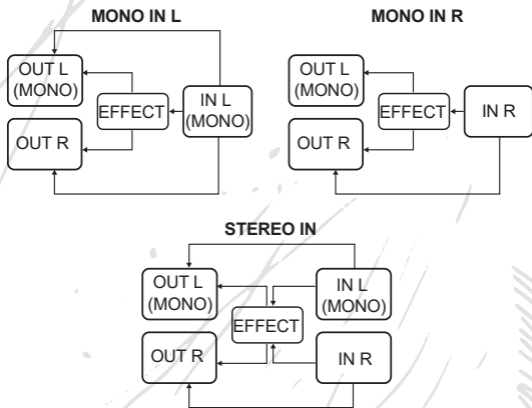 MONO IN L
OUT L
(MONO)
EFFECT
IN L
(MONO)
OUT R
MONO IN R
OUT L
(MONO)
EFFECT
IN R
OUT R
STEREO IN
OUT L
(MONO)
IN L
(MONO)
EFFECT
OUT R
IN R